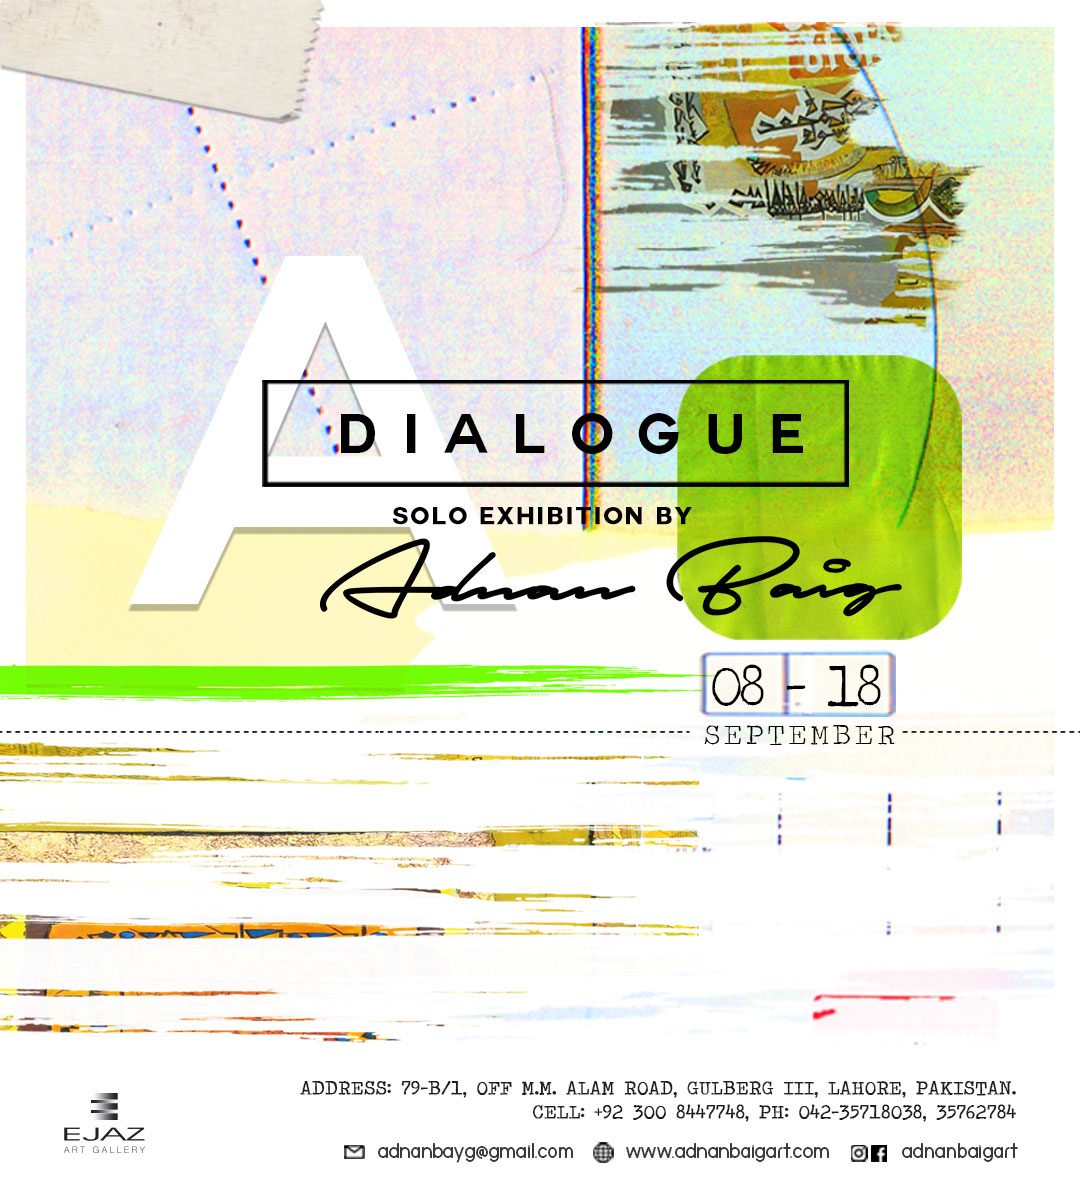 A
DIALOGUE
SOLO EXHIBITION BY
Adnan Baig
08 - 18
SEPTEMBER
ADDRESS: 79-B/1, OFF M.M. ALAM ROAD, GULBERG III, LAHORE, PAKISTAN.
CELL: +92 300 8447748, PH: 042-35718038, 35762784
EJAZ
ART GALLERY
adnanbayg@gmail.com www.adnanbaigart.com adnanbaigart